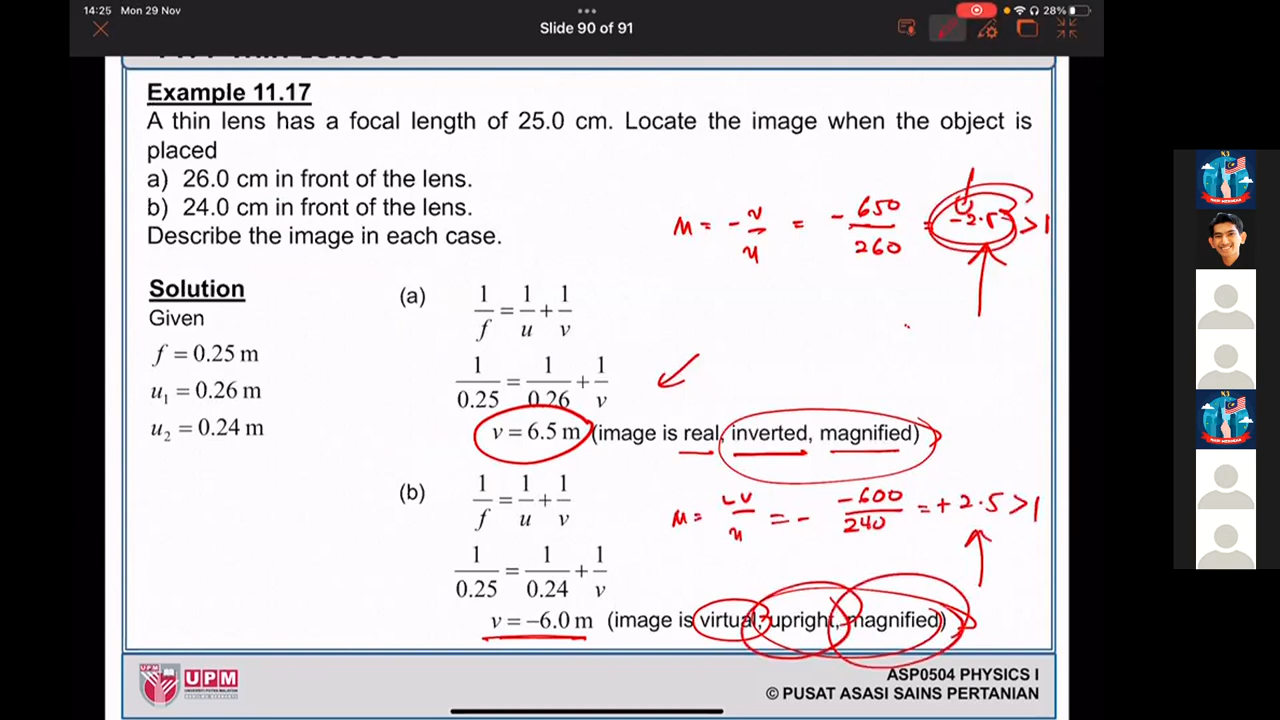 14:25 Mon 29 Nov
28%
Slide 90 of 91
Example 11.17
A thin lens has a focal length of 25.0 cm. Locate the image when the object is
placed
a) 26.0 cm in front of the lens.
b) 24.0 cm in front of the lens.
Describe the image in each case.
M = - v/u = - 650/260 = -2.5 > 1
Solution
Given
f = 0.25 m
u₁ = 0.26 m
u₂ = 0.24 m
(a) 1/f = 1/u + 1/v
1/0.25 = 1/0.26 + 1/v
v = 6.5 m (image is real, inverted, magnified)
(b) 1/f = 1/u + 1/v
M = -v/u = - -600/240 = +2.5 > 1
1/0.25 = 1/0.24 + 1/v
v = −6.0 m (image is virtual, upright, magnified)
UPM
ASP0504 PHYSICS I
© PUSAT ASASI SAINS PERTANIAN